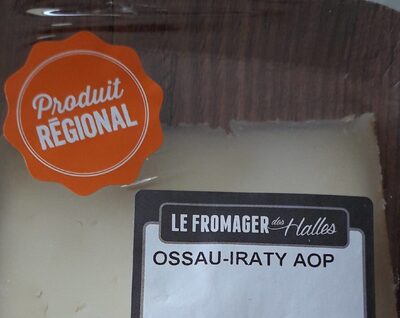 Produit
RÉGIONAL
LE FROMAGER des Halles
OSSAU-IRATY AOP